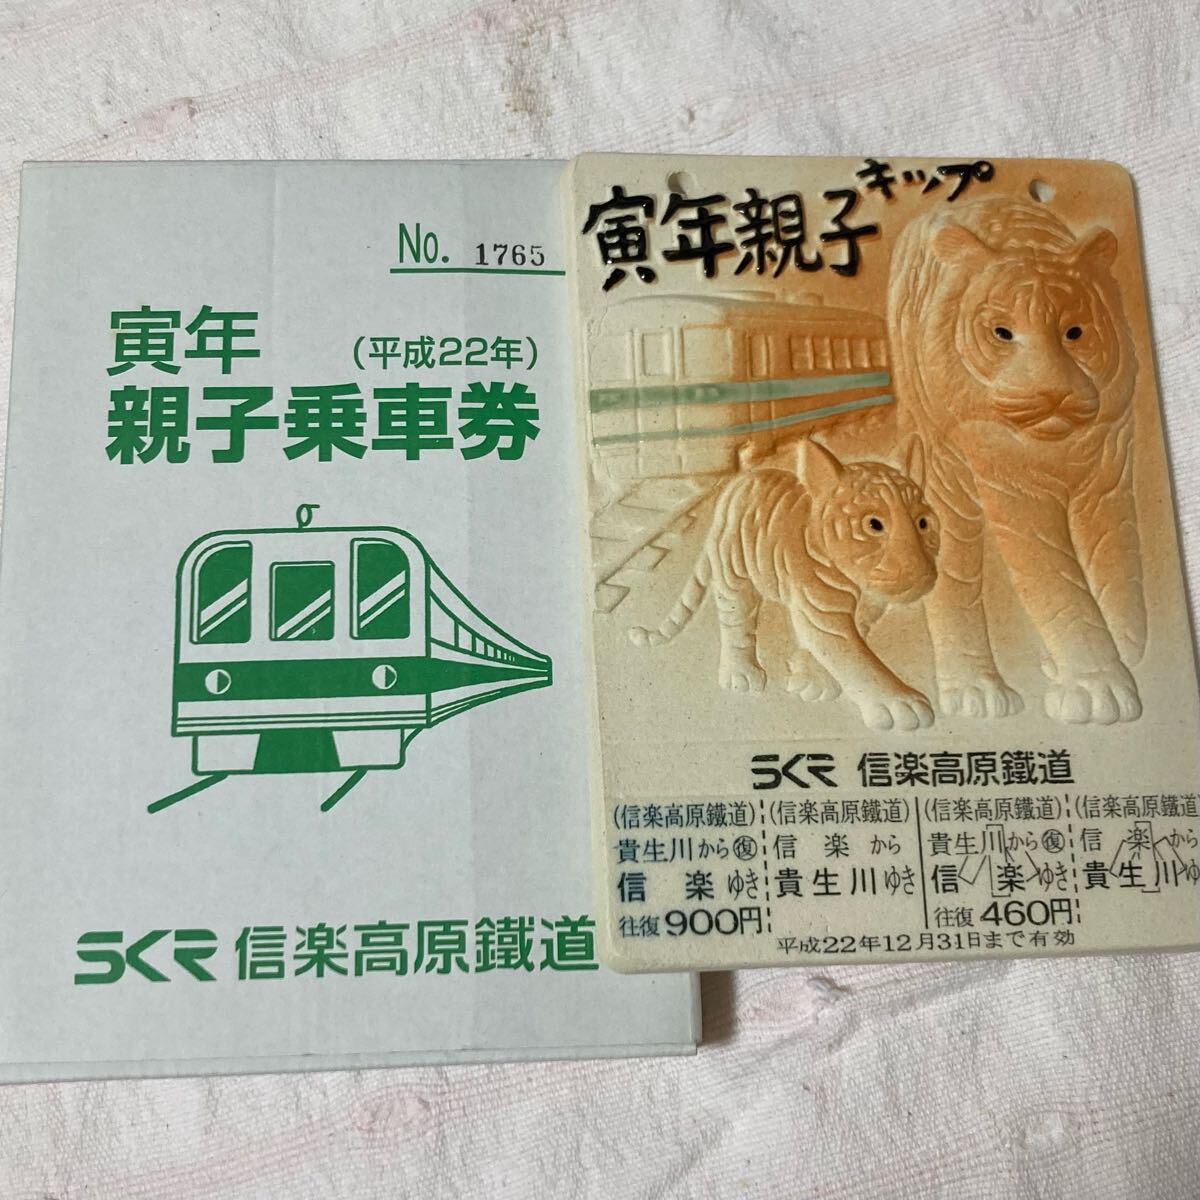 No. 1765
寅年 (平成22年)
親子乗車券
SKR 信楽高原鐵道
寅年親子キップ
SKR 信楽高原鐵道
(信楽高原鐵道) (信楽高原鐵道) (信楽高原鐵道) (信楽高原鐵道
貴生川から復 信楽から 貴生川から復 信楽から
信楽ゆき 貴生川ゆき 信楽ゆき 貴生川ゆ
往復900円 往復460円
平成22年12月31日まで有効